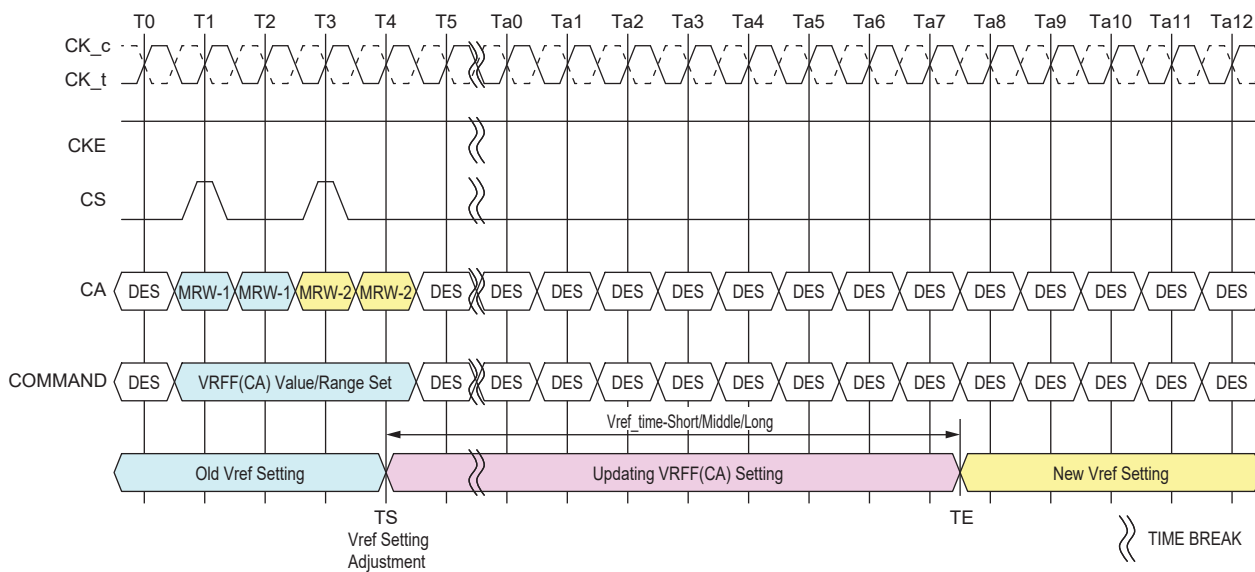 T0 T1 T2 T3 T4 T5 Ta0 Ta1 Ta2 Ta3 Ta4 Ta5 Ta6 Ta7 Ta8 Ta9 Ta10 Ta11 Ta12
CK_c
CK_t
CKE
CS
CA DES MRW-1 MRW-1 MRW-2 MRW-2 DES DES DES DES DES DES DES DES DES DES DES DES DES DES
COMMAND DES VRFF(CA) Value/Range Set DES DES DES DES DES DES DES DES DES DES DES DES DES DES
Vref_time-Short/Middle/Long
Old Vref Setting Updating VRFF(CA) Setting New Vref Setting
TS TE
Vref Setting
Adjustment
TIME BREAK